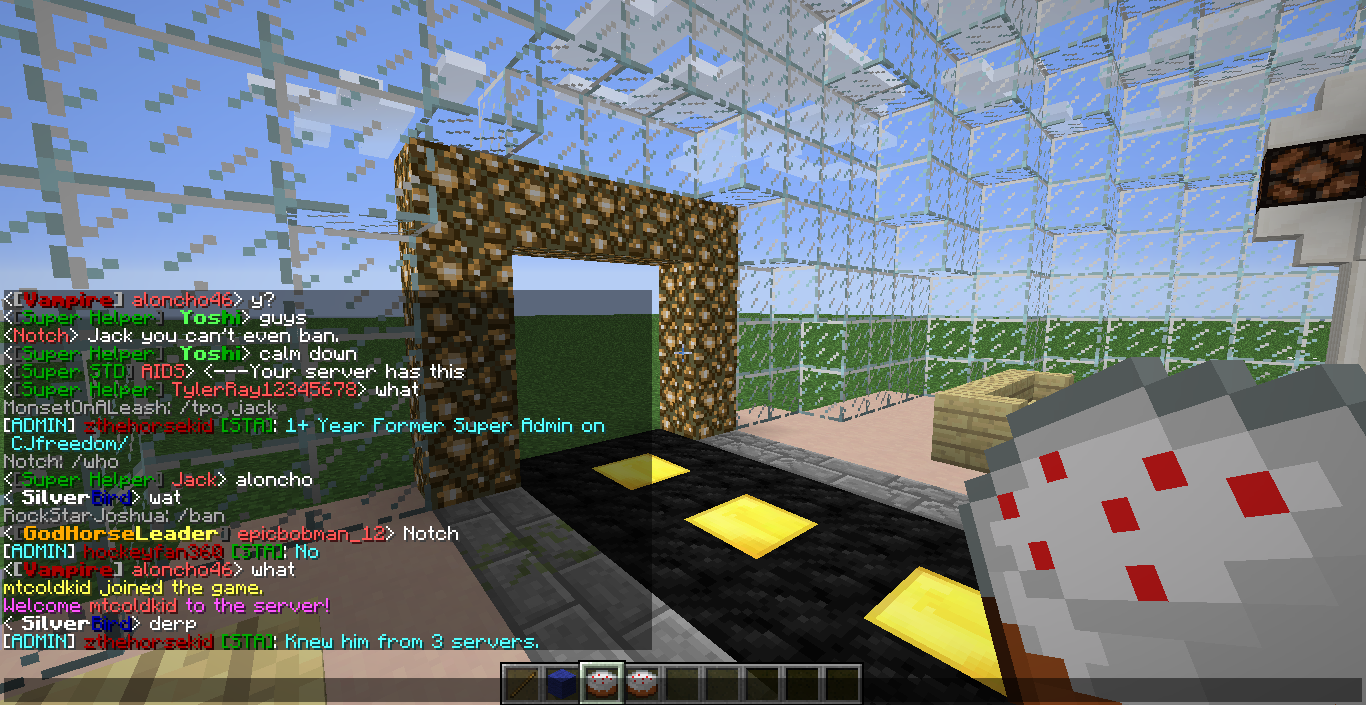 <[Vampire] aloncho46> y?
<[Super Helper] Yoshi> guys
<Notch> Jack you can't even ban.
<[Super Helper] Yoshi> calm down
<[Super STD] AIDS> <---Your server has this
<[Super Helper] TylerRay12345678> what
MonsetOnALeash: /tpo jack
[ADMIN] zthehorsekid [STA]: 1+ Year Former Super Admin on
CJfreedom/
Notch: /who
<[Super Helper] Jack> aloncho
< SilverBird> wat
RockStarJoshua: /ban
<[GodHorseLeader] epicbobman_12> Notch
[ADMIN] hockeyfan360 [STA]: No
<[Vampire] aloncho46> what
mtcoldkid joined the game.
Welcome mtcoldkid to the server!
< SilverBird> derp
[ADMIN] zthehorsekid [STA]: Knew him from 3 servers.